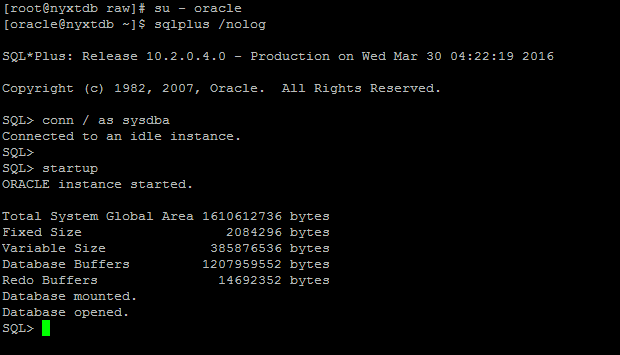 [root@nyxtdb raw]# su - oracle
[oracle@nyxtdb ~]$ sqlplus /nolog
SQL*Plus: Release 10.2.0.4.0 - Production on Wed Mar 30 04:22:19 2016
Copyright (c) 1982, 2007, Oracle.  All Rights Reserved.
SQL> conn / as sysdba
Connected to an idle instance.
SQL>
SQL> startup
ORACLE instance started.
Total System Global Area 1610612736 bytes
Fixed Size                  2084296 bytes
Variable Size             385876536 bytes
Database Buffers         1207959552 bytes
Redo Buffers               14692352 bytes
Database mounted.
Database opened.
SQL>